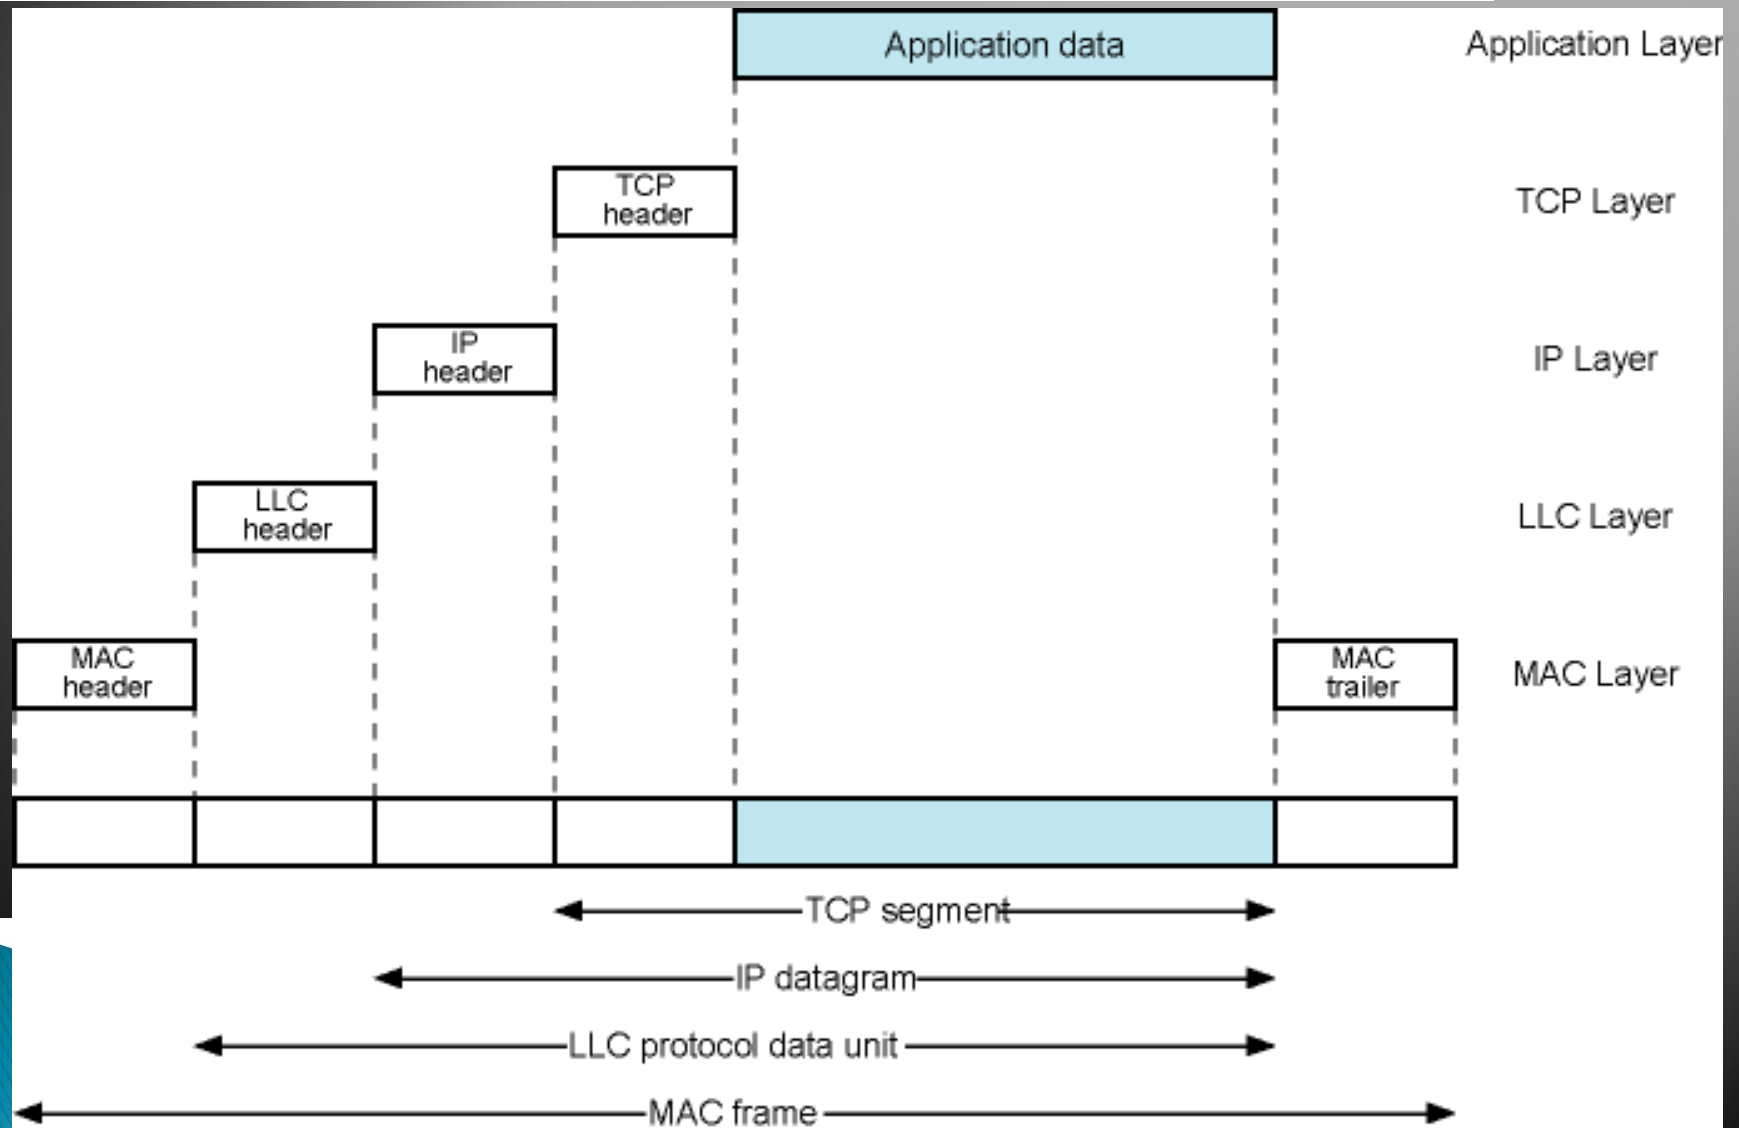 Application data
Application Layer
TCP
header
TCP Layer
IP
header
IP Layer
LLC
header
LLC Layer
MAC
header
MAC
trailer
MAC Layer
TCP segment
IP datagram
LLC protocol data unit
MAC frame